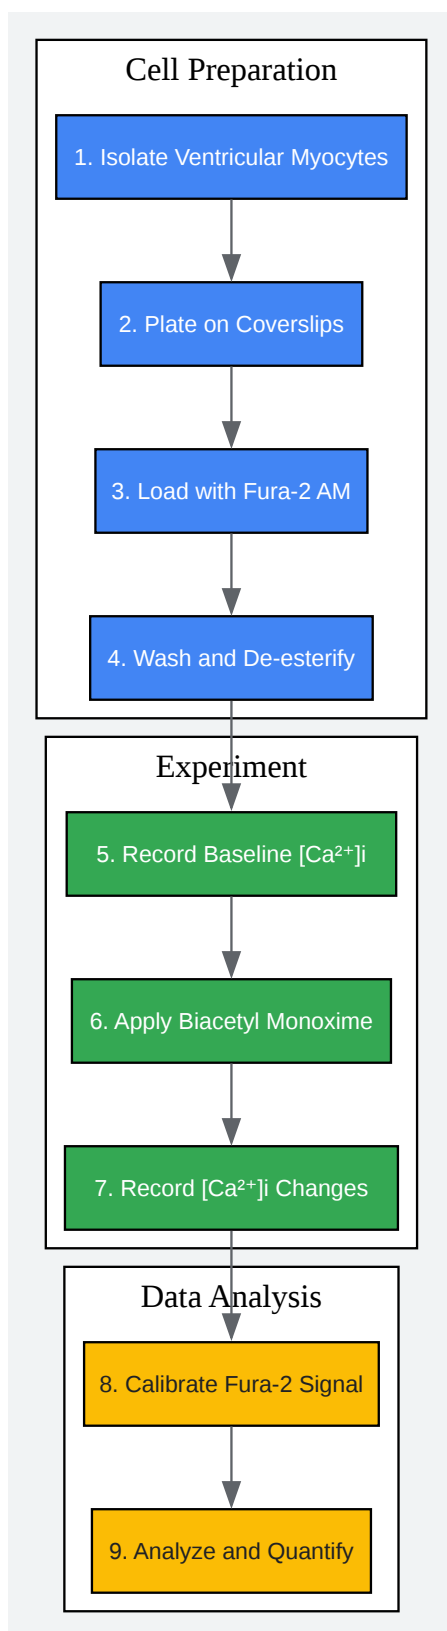 Cell Preparation
1. Isolate Ventricular Myocytes
2. Plate on Coverslips
3. Load with Fura-2 AM
4. Wash and De-esterify
Experiment
5. Record Baseline [Ca²⁺]i
6. Apply Biacetyl Monoxime
7. Record [Ca²⁺]i Changes
Data Analysis
8. Calibrate Fura-2 Signal
9. Analyze and Quantify